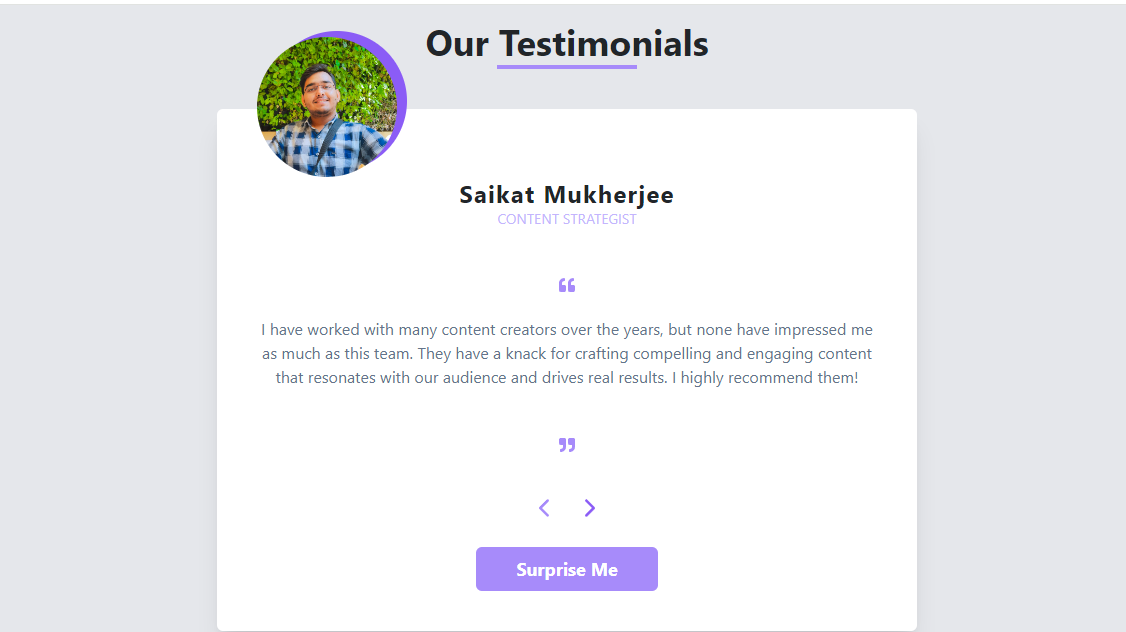 Our Testimonials
Saikat Mukherjee
CONTENT STRATEGIST
“
I have worked with many content creators over the years, but none have impressed me
as much as this team. They have a knack for crafting compelling and engaging content
that resonates with our audience and drives real results. I highly recommend them!
”
Surprise Me